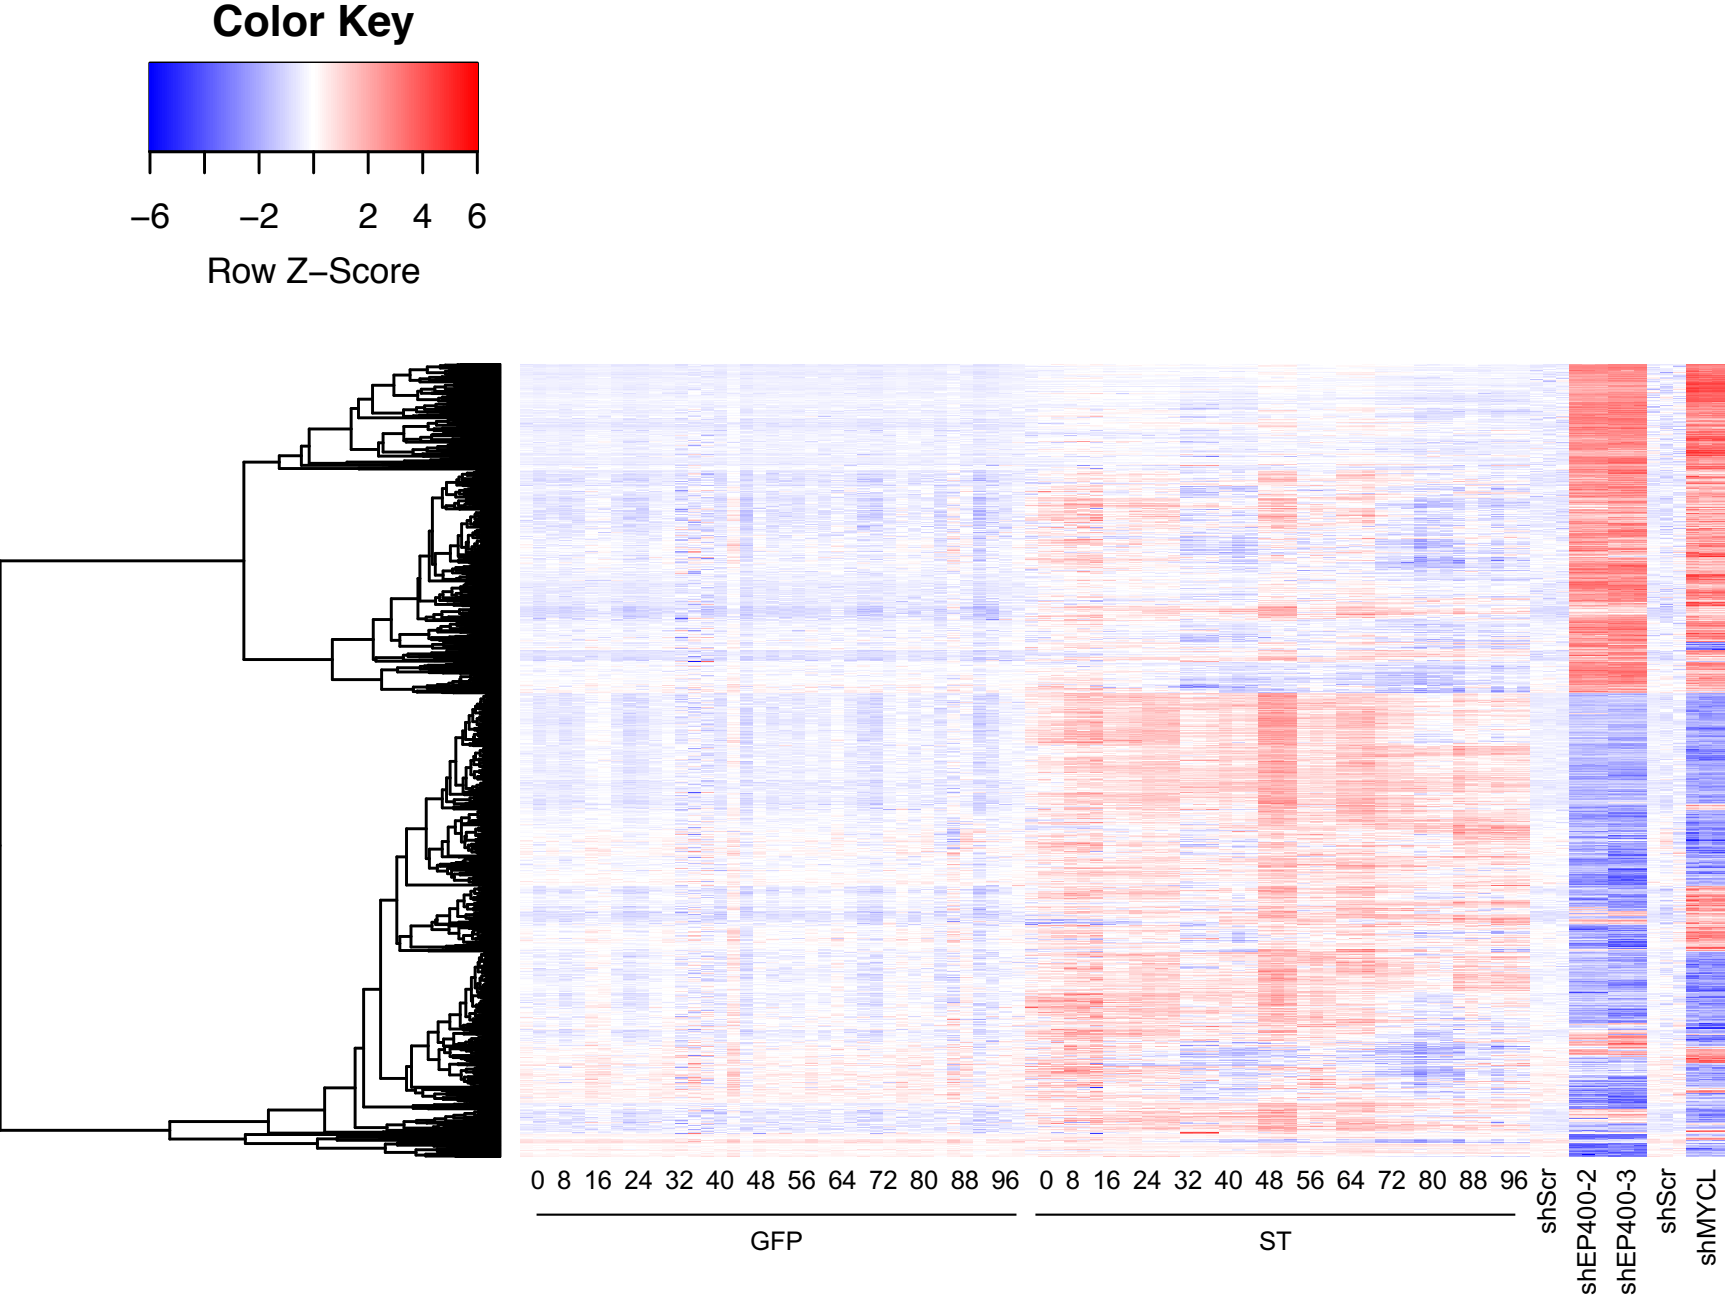 Color Key
−6 −2 2 4 6
Row Z−Score
0 8 16 24 32 40 48 56 64 72 80 88 96 0 8 16 24 32 40 48 56 64 72 80 88 96
GFP ST
shScr
shEP400-2
shEP400-3
shScr
shMYCL